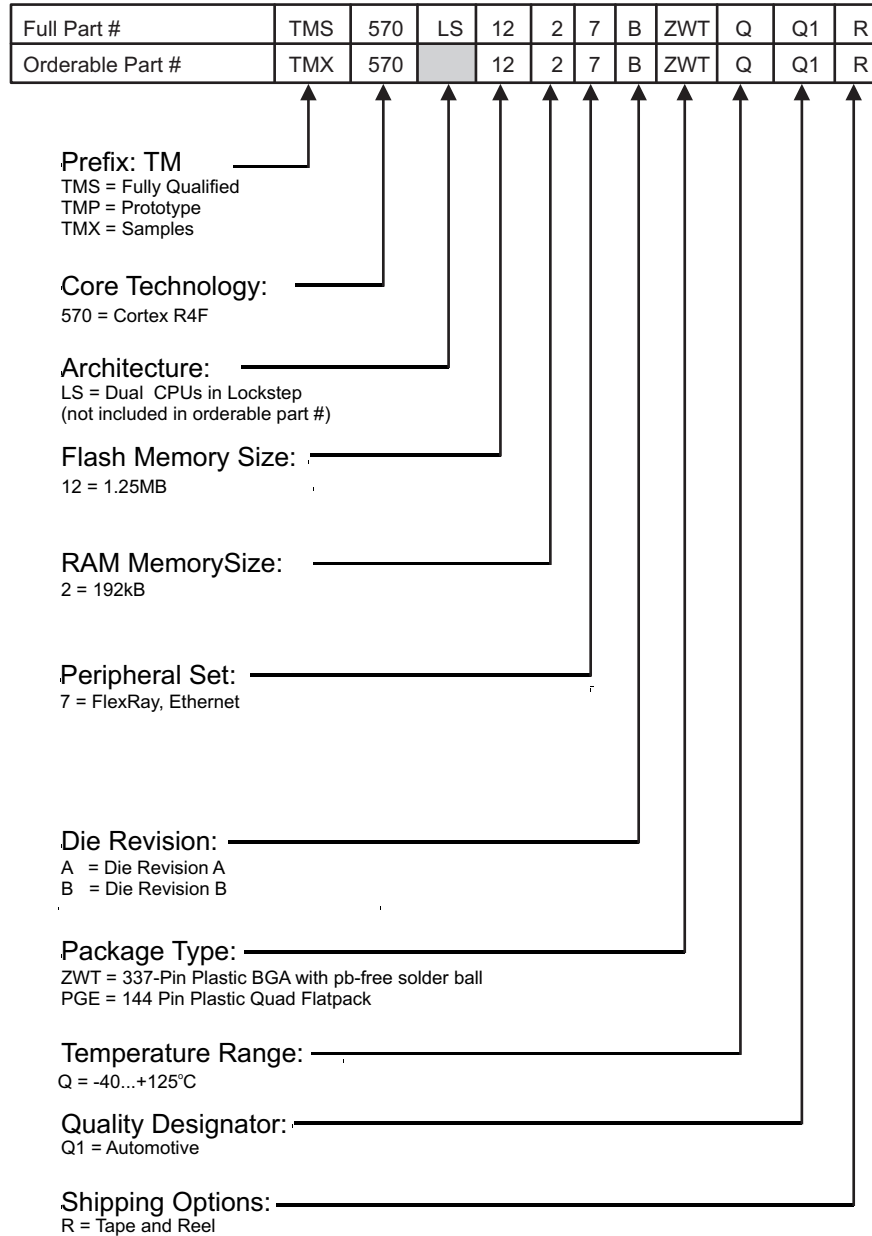 Full Part # TMS 570 LS 12 2 7 B ZWT Q Q1 R
Orderable Part # TMX 570 12 2 7 B ZWT Q Q1 R
Prefix: TM
TMS = Fully Qualified
TMP = Prototype
TMX = Samples
Core Technology:
570 = Cortex R4F
Architecture:
LS = Dual CPUs in Lockstep
(not included in orderable part #)
Flash Memory Size:
12 = 1.25MB
RAM MemorySize:
2 = 192kB
Peripheral Set:
7 = FlexRay, Ethernet
Die Revision:
A = Die Revision A
B = Die Revision B
Package Type:
ZWT = 337-Pin Plastic BGA with pb-free solder ball
PGE = 144 Pin Plastic Quad Flatpack
Temperature Range:
Q = -40...+125°C
Quality Designator:
Q1 = Automotive
Shipping Options:
R = Tape and Reel